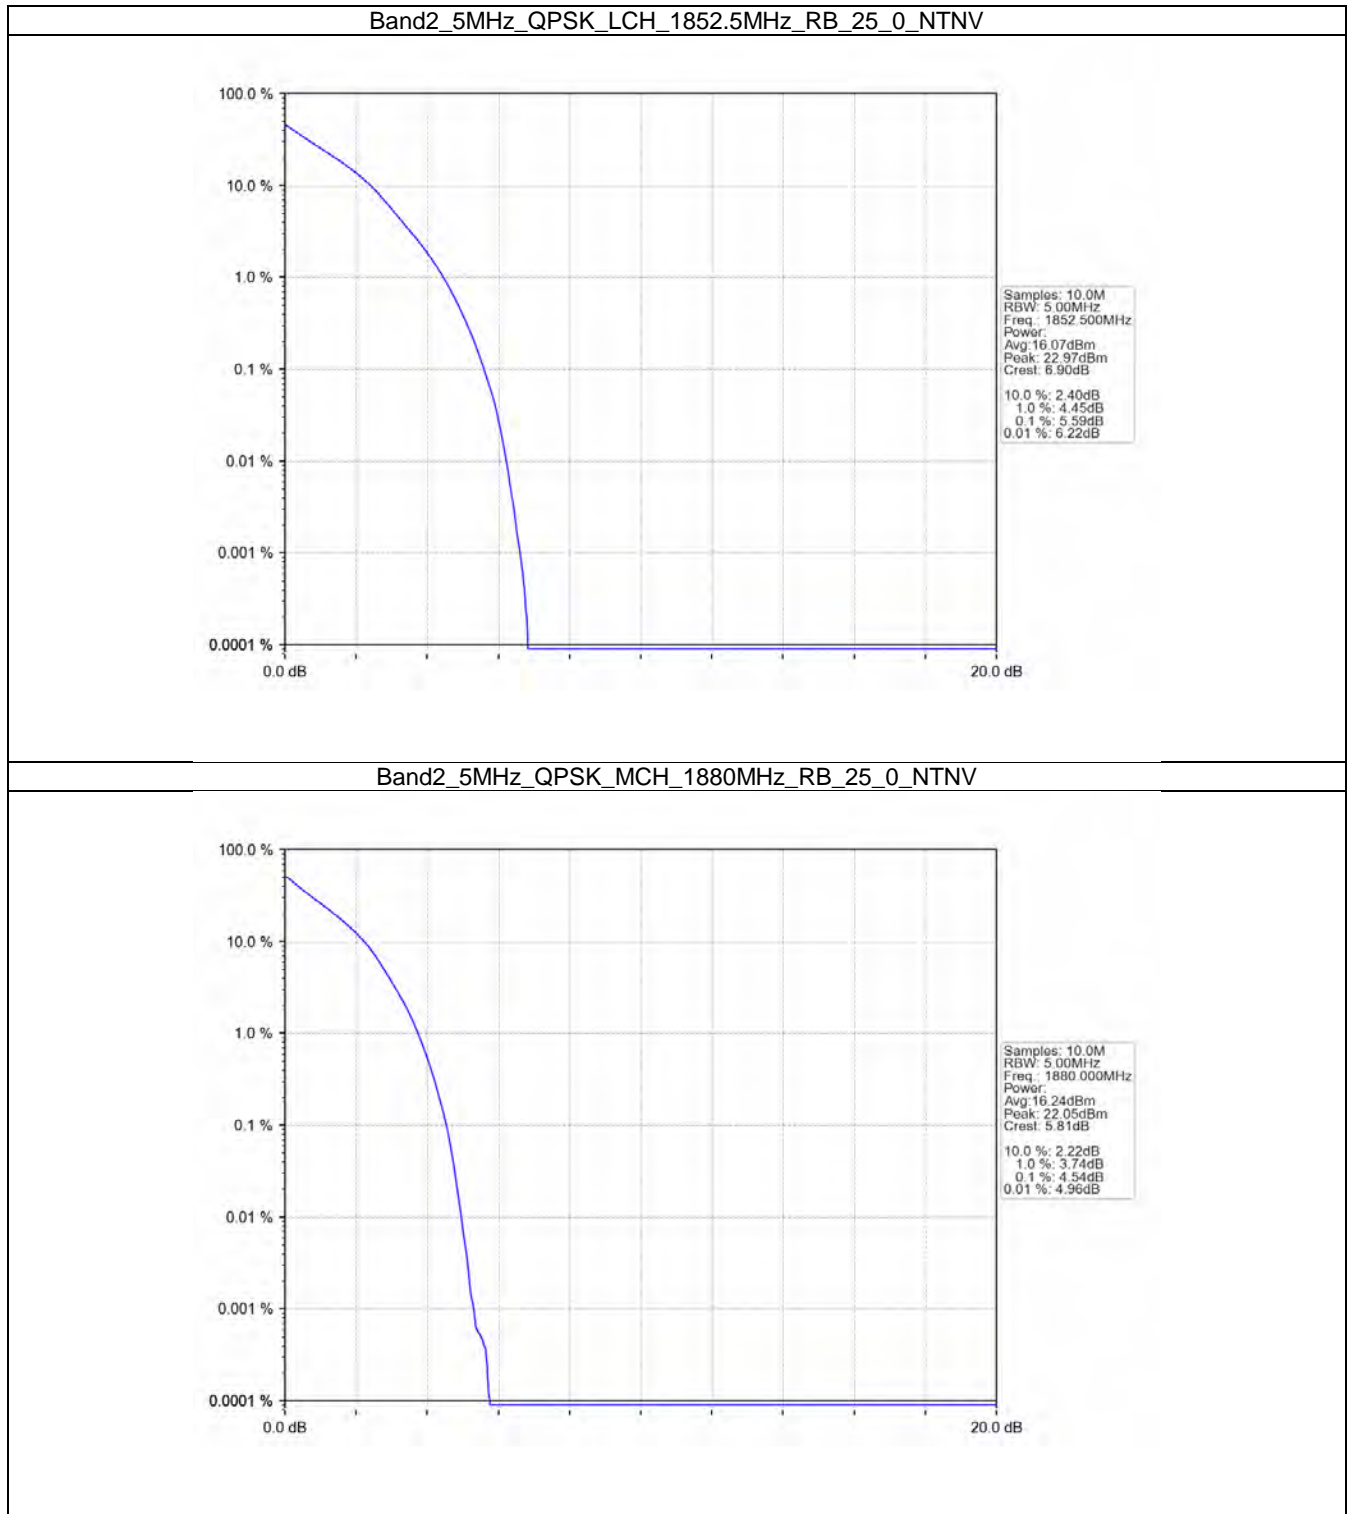 Band2_5MHz_QPSK_LCH_1852.5MHz_RB_25_0_NTNV
100.0 %
10.0 %
1.0 %
0.1 %
0.01 %
0.001 %
0.0001 %
0.0 dB
20.0 dB
Samples: 10.0M
RBW: 5.00MHz
Freq.: 1852.500MHz
Power:
Avg:16.07dBm
Peak: 22.97dBm
Crest: 6.90dB
10.0 %: 2.40dB
1.0 %: 4.45dB
0.1 %: 5.59dB
0.01 %: 6.22dB
Band2_5MHz_QPSK_MCH_1880MHz_RB_25_0_NTNV
100.0 %
10.0 %
1.0 %
0.1 %
0.01 %
0.001 %
0.0001 %
0.0 dB
20.0 dB
Samples: 10.0M
RBW: 5.00MHz
Freq.: 1880.000MHz
Power:
Avg:16.24dBm
Peak: 22.05dBm
Crest: 5.81dB
10.0 %: 2.22dB
1.0 %: 3.74dB
0.1 %: 4.54dB
0.01 %: 4.96dB